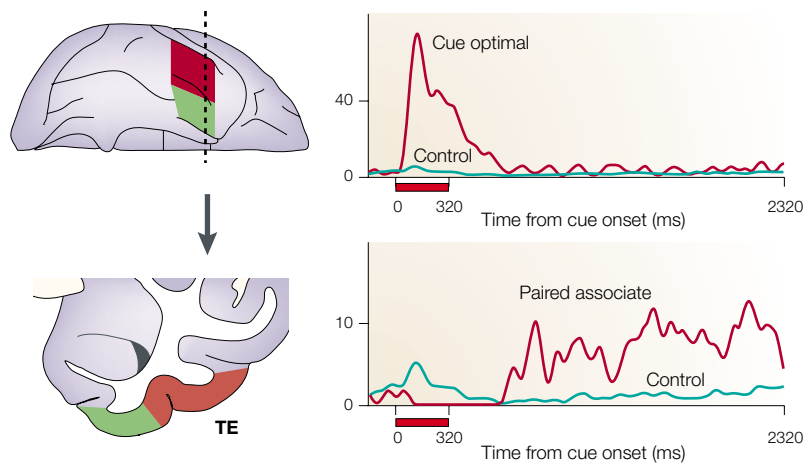 Cue optimal
40
Control
0
0 320 2320
Time from cue onset (ms)
TE
Paired associate
10
Control
0
0 320 2320
Time from cue onset (ms)